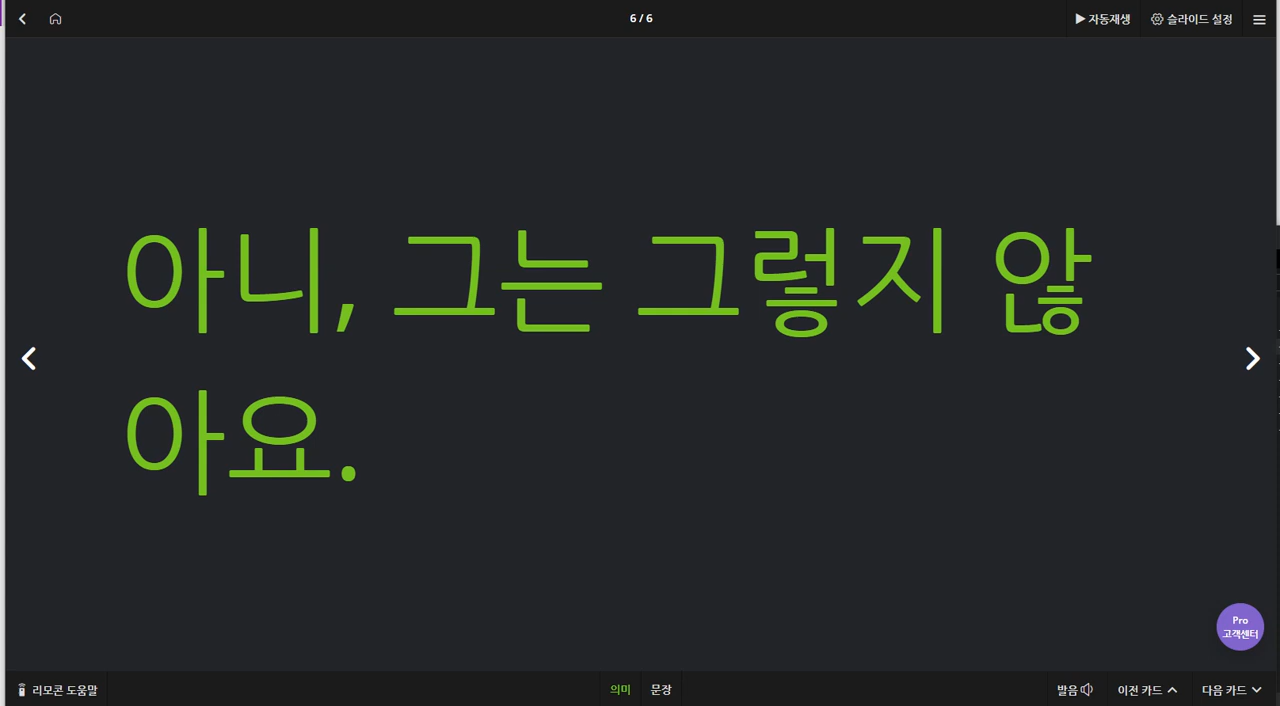 6 / 6
자동재생
슬라이드 설정
아니, 그는 그렇지 않
아요.
Pro
고객센터
리모콘 도움말
의미
문장
발음
이전 카드
다음 카드